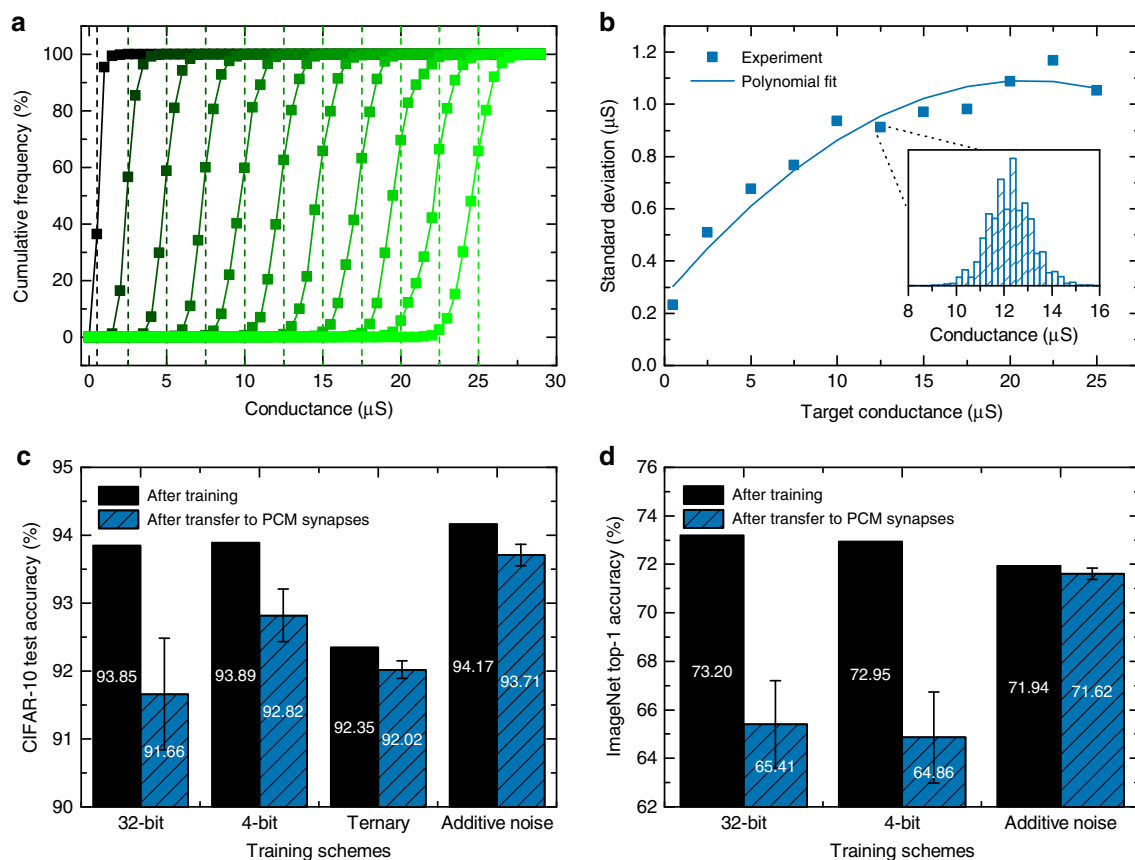 a
Cumulative frequency (%)
100
80
60
40
20
0
0 5 10 15 20 25 30
Conductance (μS)
b
Standard deviation (μS)
1.2
1.0
0.8
0.6
0.4
0.2
0.0
Experiment
Polynomial fit
8 10 12 14 16
Conductance (μS)
0 5 10 15 20 25
Target conductance (μS)
c
CIFAR-10 test accuracy (%)
95
94
93
92
91
90
After training
After transfer to PCM synapses
93.85
91.66
93.89
92.82
92.35
92.02
94.17
93.71
32-bit 4-bit Ternary Additive noise
Training schemes
d
ImageNet top-1 accuracy (%)
76
74
72
70
68
66
64
62
After training
After transfer to PCM synapses
73.20
65.41
72.95
64.86
71.94
71.62
32-bit 4-bit Additive noise
Training schemes